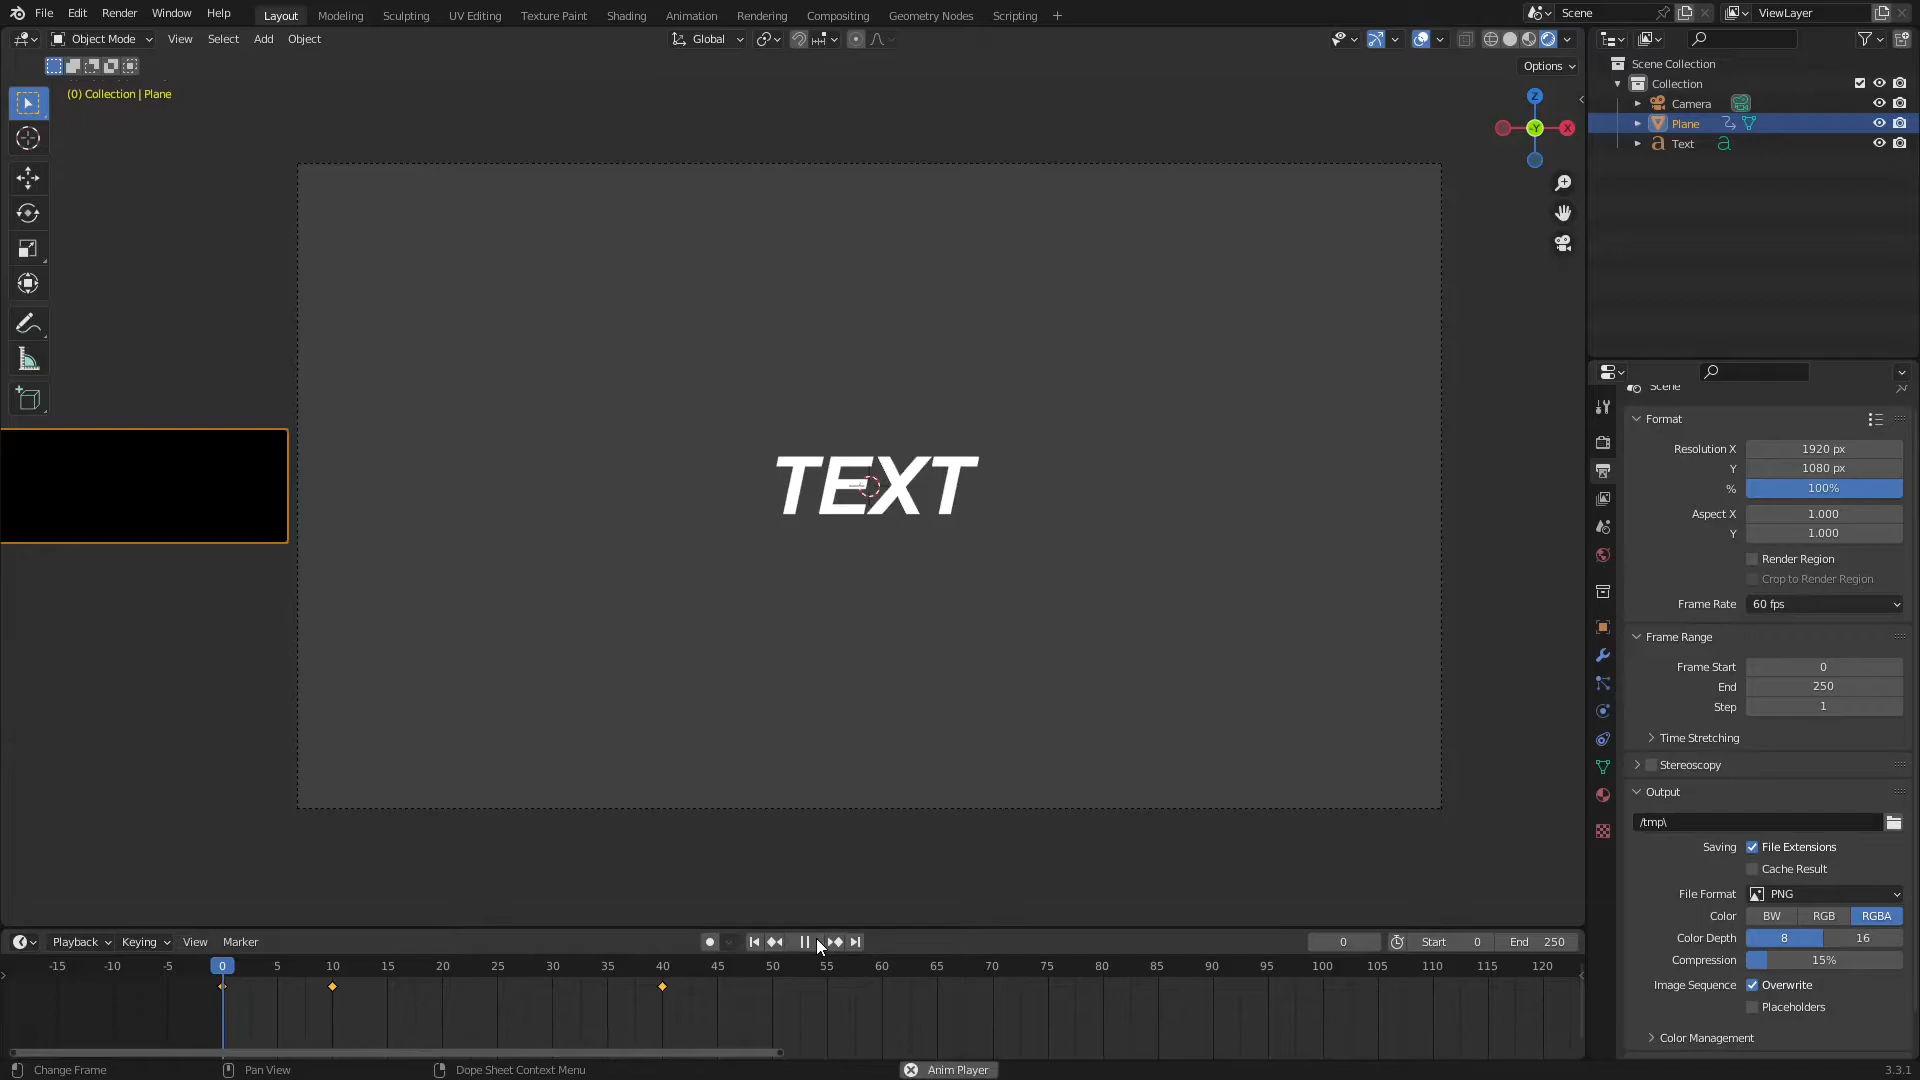 File Edit Render Window Help Layout Modeling Sculpting UV Editing Texture Paint Shading Animation Rendering Compositing Geometry Nodes Scripting + Scene ViewLayer
Object Mode View Select Add Object Global
Options
(0) Collection | Plane
Scene Collection
Collection
Camera
Plane
Text
Z
-Y X
TEXT
Scene
Format
Resolution X 1920 px
Y 1080 px
% 100%
Aspect X 1.000
Y 1.000
Render Region
Crop to Render Region
Frame Rate 60 fps
Frame Range
Frame Start 0
End 250
Step 1
Time Stretching
Stereoscopy
Output
/tmp\
Saving File Extensions
Cache Result
File Format PNG
Color BW RGB RGBA
Color Depth 8 16
Compression 15%
Image Sequence Overwrite
Placeholders
Color Management
Playback Keying View Marker 0 Start 0 End 250
-15 -10 -5 0 5 10 15 20 25 30 35 40 45 50 55 60 65 70 75 80 85 90 95 100 105 110 115 120
Change Frame Pan View Dope Sheet Context Menu Anim Player 3.3.1